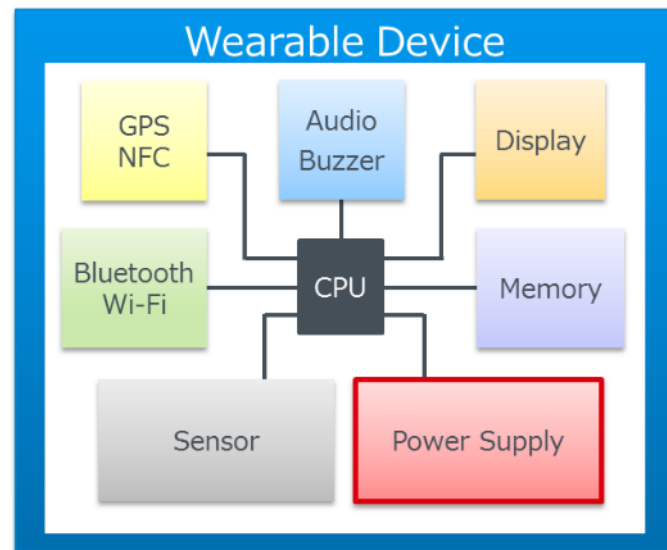 Wearable Device
GPS
NFC
Audio
Buzzer
Display
Bluetooth
Wi-Fi
CPU
Memory
Sensor
Power Supply